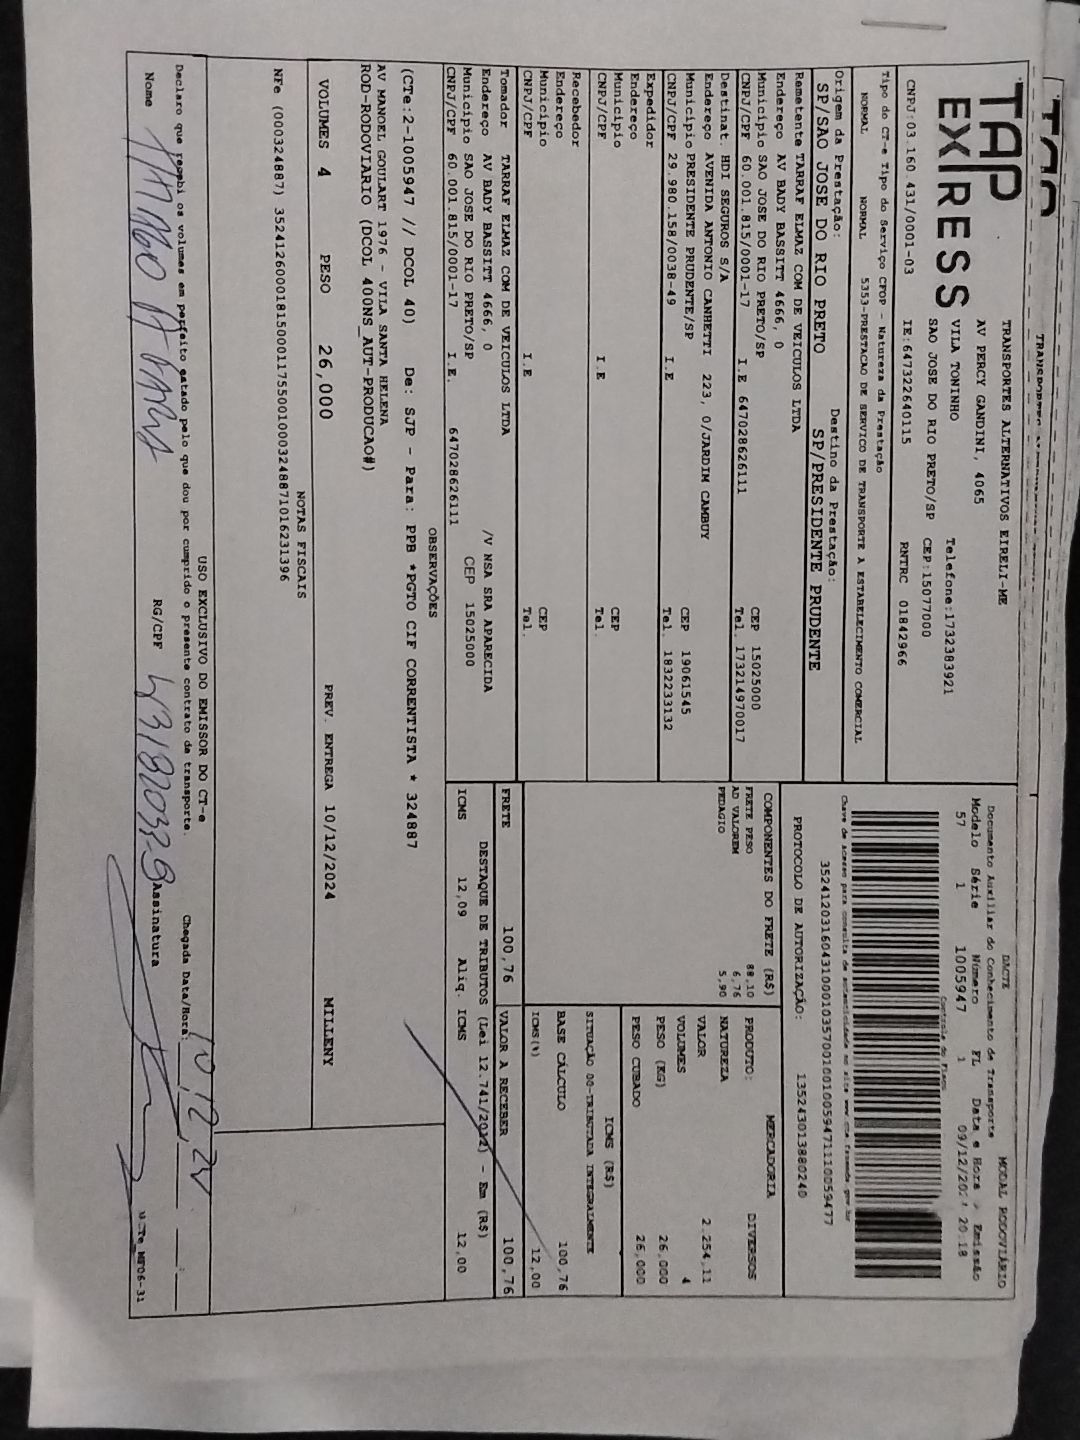 TRANSPORTES
TAP
EXPRESS
TRANSPORTES ALTERNATIVOS EIRELI-ME
AV PERCY GANDINI, 4065
VILA TONINHO Telefone:1732383921
SAO JOSE DO RIO PRETO/SP CEP:15077000
CNPJ:03.160.431/0001-03 IE:647322640115 RNTRC 01842966
DACTE MODAL RODOVIÁRIO
Documento Auxiliar do Conhecimento de Transporte
Modelo Série Número FL Data e Hora Emissão
57 1 1005947 1 09/12/202 20:18
Controle do Fisco
Chave de acesso para consulta de autenticidade no site www.cte.fazenda.gov.br
35241203160431000103570010010059471110059477
PROTOCOLO DE AUTORIZAÇÃO: 135243013880240
Tipo do CT-e Tipo do Serviço CFOP - Natureza da Prestação
NORMAL NORMAL 5353-PRESTACAO DE SERVICO DE TRANSPORTE A ESTABELECIMENTO COMERCIAL
Origem da Prestação: Destino da Prestação:
SP/SAO JOSE DO RIO PRETO SP/PRESIDENTE PRUDENTE
Remetente TARRAF ELMAZ COM DE VEICULOS LTDA
Endereço AV BADY BASSITT 4666, 0
Município SAO JOSE DO RIO PRETO/SP CEP 15025000
CNPJ/CPF 60.001.815/0001-17 I.E 647028626111 Tel. 173214970017
Destinat. HDI SEGUROS S/A
Endereço AVENIDA ANTONIO CANHETTI 223, 0/JARDIM CAMBUY
Município PRESIDENTE PRUDENTE/SP CEP 19061545
CNPJ/CPF 29.980.158/0038-49 I.E Tel. 1832233132
Expedidor
Endereço
Município CEP
CNPJ/CPF I.E Tel.
Recebedor
Endereço
Município CEP
CNPJ/CPF I.E Tel.
Tomador TARRAF ELMAZ COM DE VEICULOS LTDA
Endereço AV BADY BASSITT 4666, 0 /V NSA SRA APARECIDA
Município SAO JOSE DO RIO PRETO/SP CEP 15025000
CNPJ/CPF 60.001.815/0001-17 I.E. 647028626111
COMPONENTES DO FRETE (R$)
FRETE PESO 88,10
AD VALOREM 6,76
PEDAGIO 5,90
MERCADORIA
PRODUTO: DIVERSOS
NATUREZA
VALOR 2.254,11
VOLUMES 4
PESO (KG) 26,000
PESO CUBADO 26,000
ICMS (R$)
SITUAÇÃO 00-TRIBUTADA INTEGRALMENTE
BASE CÁLCULO 100,76
ICMS(%) 12,00
FRETE 100,76 VALOR A RECEBER 100,76
DESTAQUE DE TRIBUTOS (Lei 12.741/2012) - Em (R$)
ICMS 12,09 Aliq. ICMS 12,00
OBSERVAÇÕES
(CTe:2-1005947 // DCOL 40) De: SJP - Para: PPB *PGTO CIF CORRENTISTA * 324887
AV MANOEL GOULART 1976 - VILA SANTA HELENA
ROD-RODOVIARIO (DCOL 400NS_AUT-PRODUCAO#)
VOLUMES 4 PESO 26,000 PREV. ENTREGA 10/12/2024 MILLENY
NOTAS FISCAIS
NFe (000324887) 35241260001815000117550010003248871016231396
USO EXCLUSIVO DO EMISSOR DO CT-e
Declaro que recebi os volumes em perfeito estado pelo que dou por cumprido o presente contrato de transporte.
Chegada Data/Hora: 10,12,24
Nome RG/CPF Assinatura